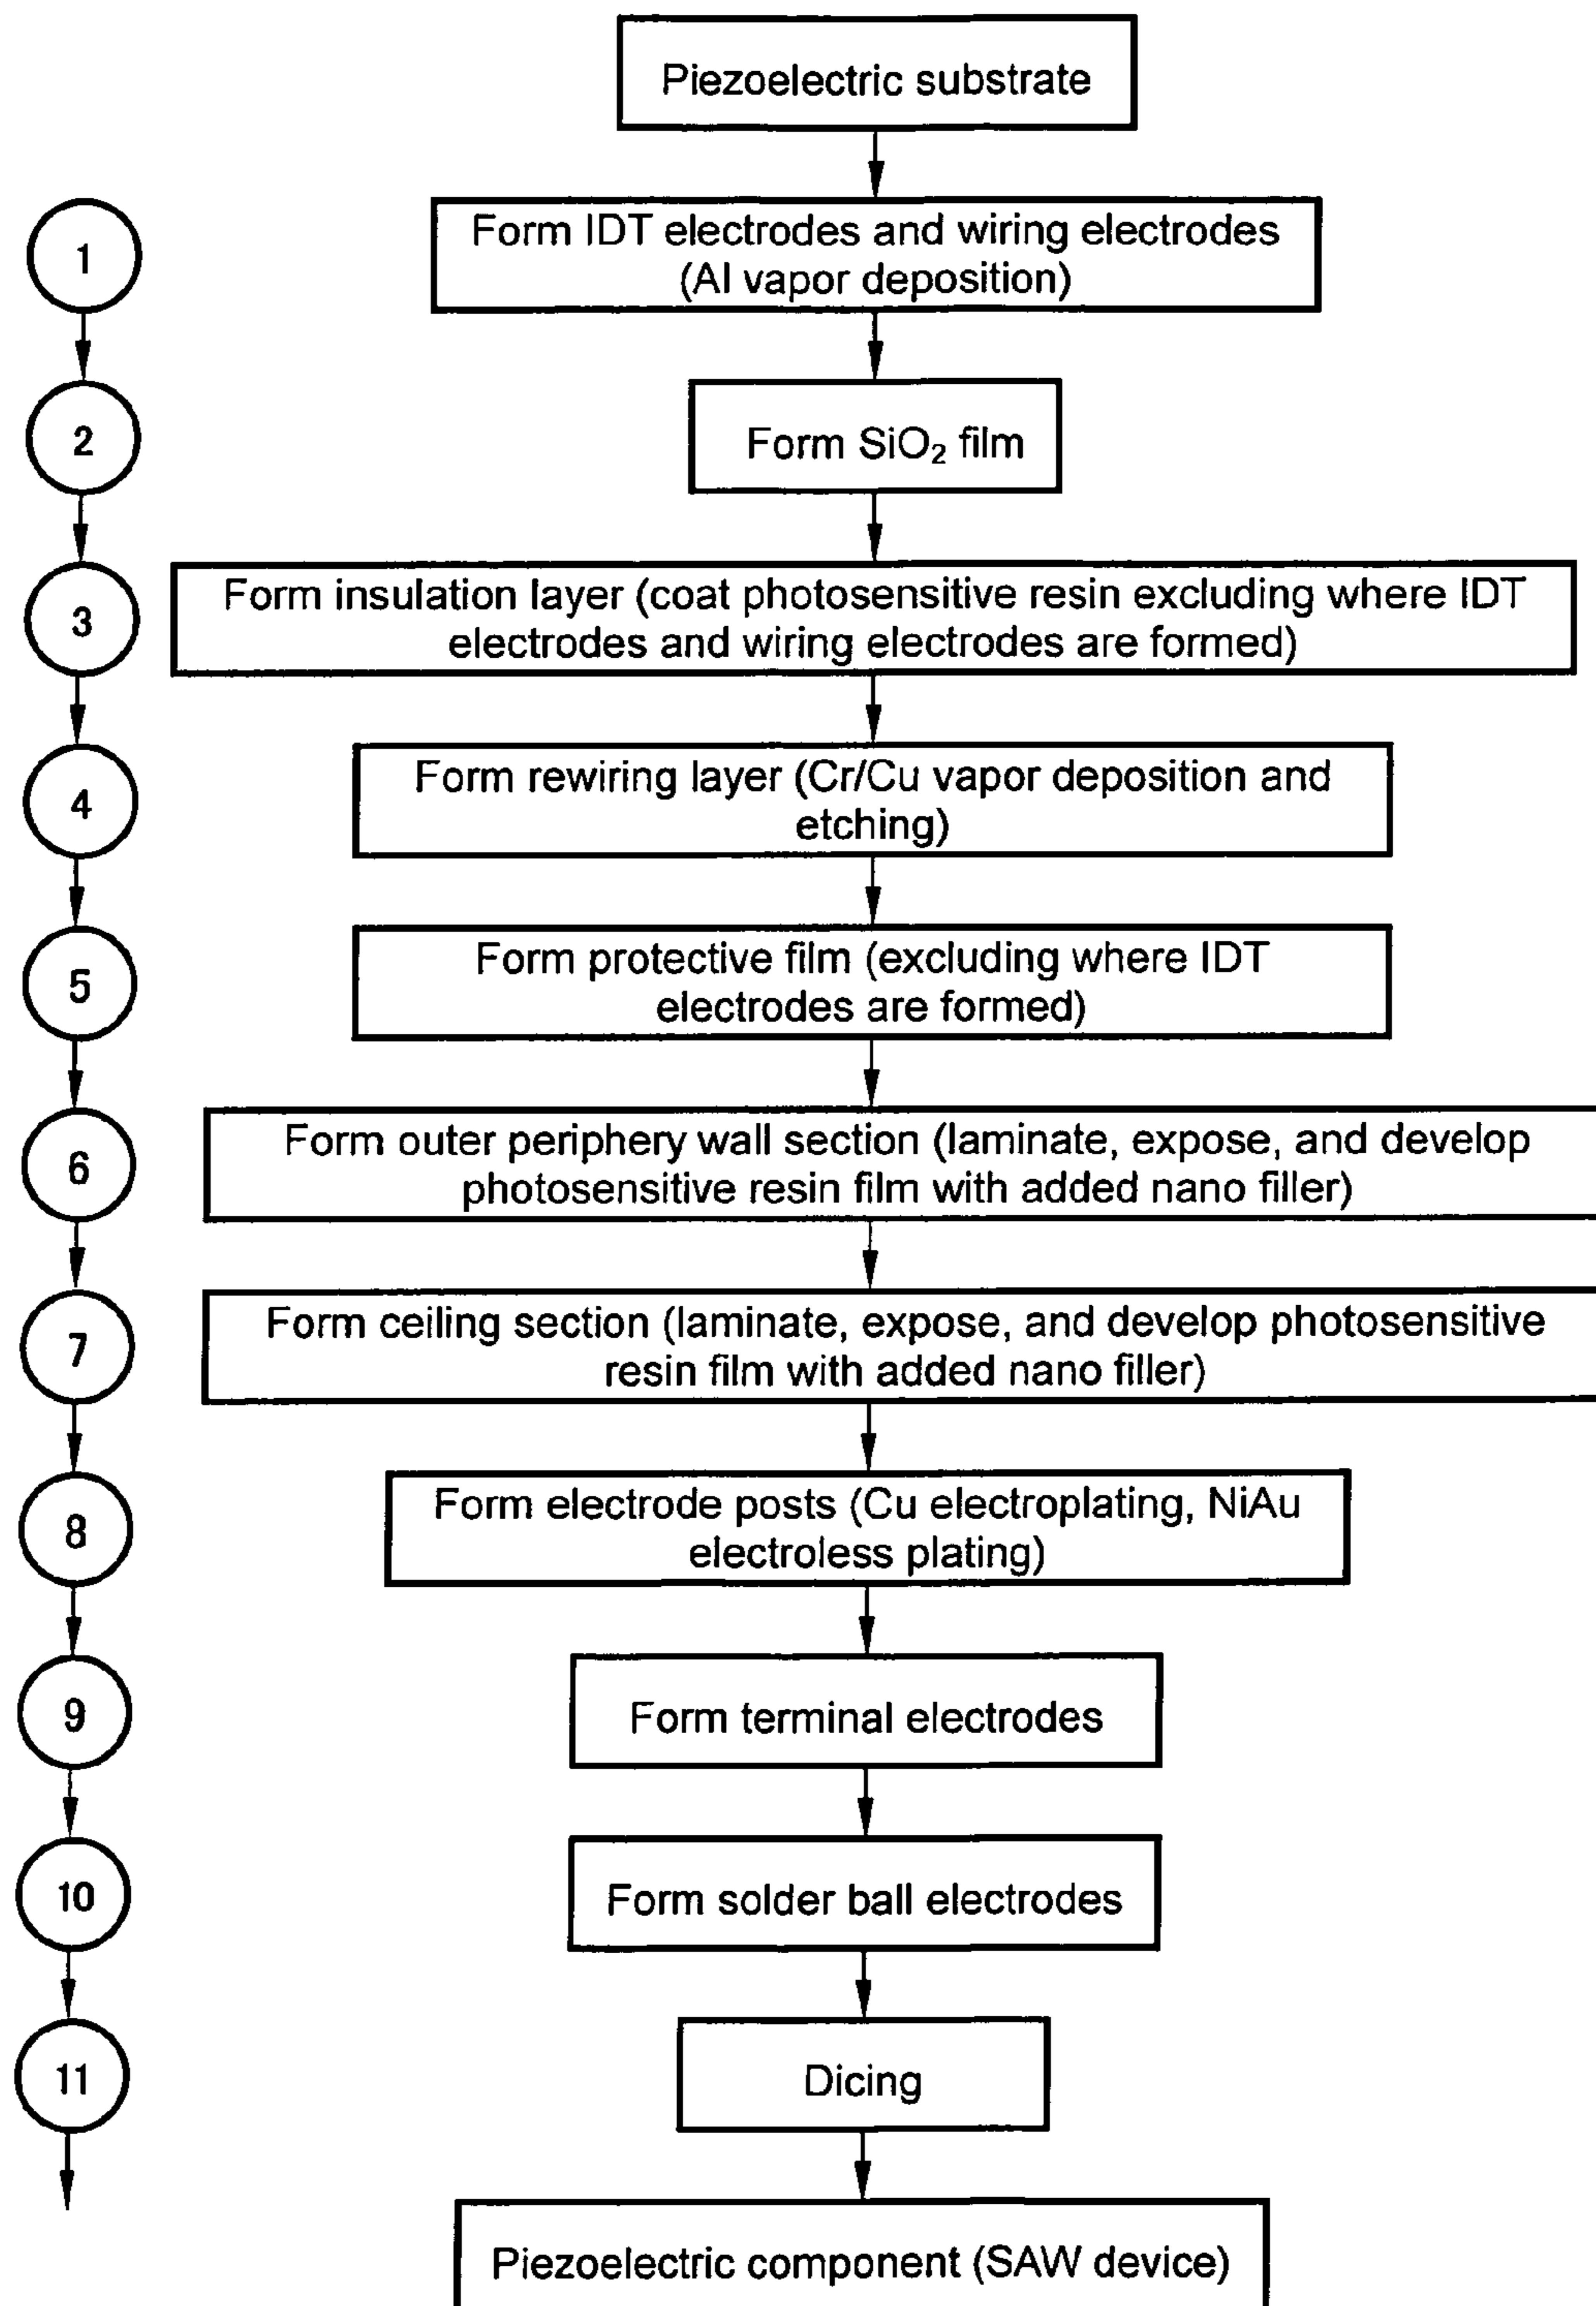 Piezoelectric substrate
1
Form IDT electrodes and wiring electrodes
(Al vapor deposition)
2
Form SiO₂ film
3
Form insulation layer (coat photosensitive resin excluding where IDT
electrodes and wiring electrodes are formed)
4
Form rewiring layer (Cr/Cu vapor deposition and
etching)
5
Form protective film (excluding where IDT
electrodes are formed)
6
Form outer periphery wall section (laminate, expose, and develop
photosensitive resin film with added nano filler)
7
Form ceiling section (laminate, expose, and develop photosensitive
resin film with added nano filler)
8
Form electrode posts (Cu electroplating, NiAu
electroless plating)
9
Form terminal electrodes
10
Form solder ball electrodes
11
Dicing
Piezoelectric component (SAW device)